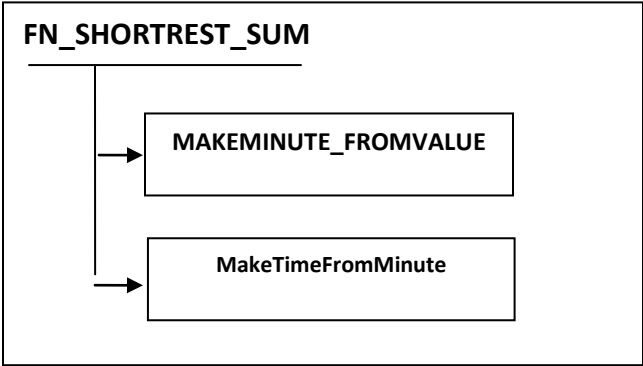 FN_SHORTREST_SUM
MAKEMINUTE_FROMVALUE
MakeTimeFromMinute